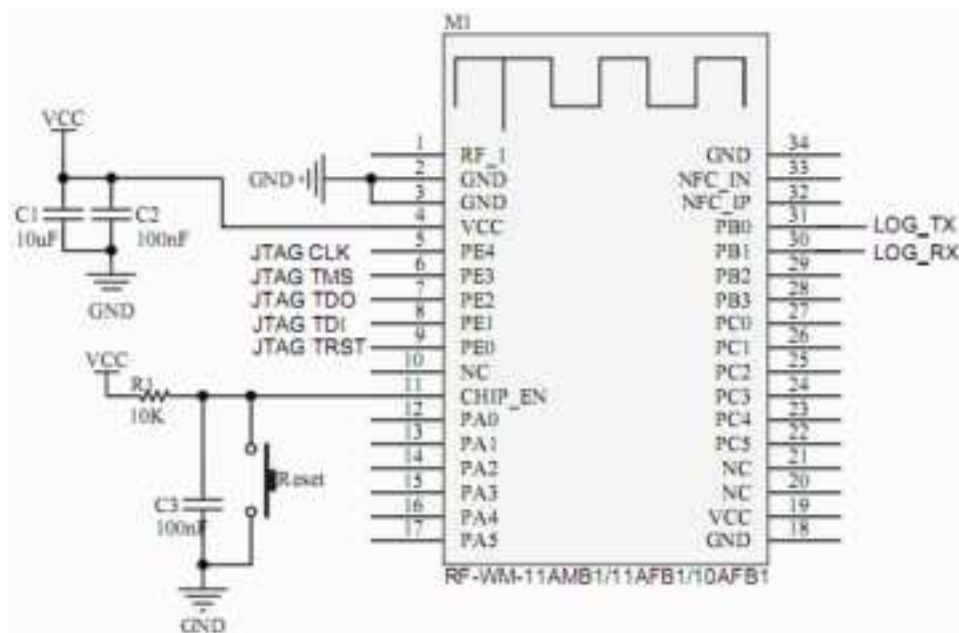 M1
VCC
C1
10uF
C2
100nF
GND
GND
1 RF_1
2 GND
3 GND
4 VCC
JTAG CLK 5 PE4
JTAG TMS 6 PE3
JTAG TDO 7 PE2
JTAG TDI 8 PE1
JTAG TRST 9 PE0
10 NC
11 CHIP_EN
12 PA0
13 PA1
14 PA2
15 PA3
16 PA4
17 PA5
GND 34
NFC_IN 33
NFC_IP 32
PB0 31 LOG_TX
PB1 30 LOG_RX
PB2 29
PB3 28
PC0 27
PC1 26
PC2 25
PC3 24
PC4 23
PC5 22
NC 21
NC 20
VCC 19
GND 18
VCC
R1
10K
C3
100nF
Reset
GND
RF-WM-11AMB1/11AFB1/10AFB1